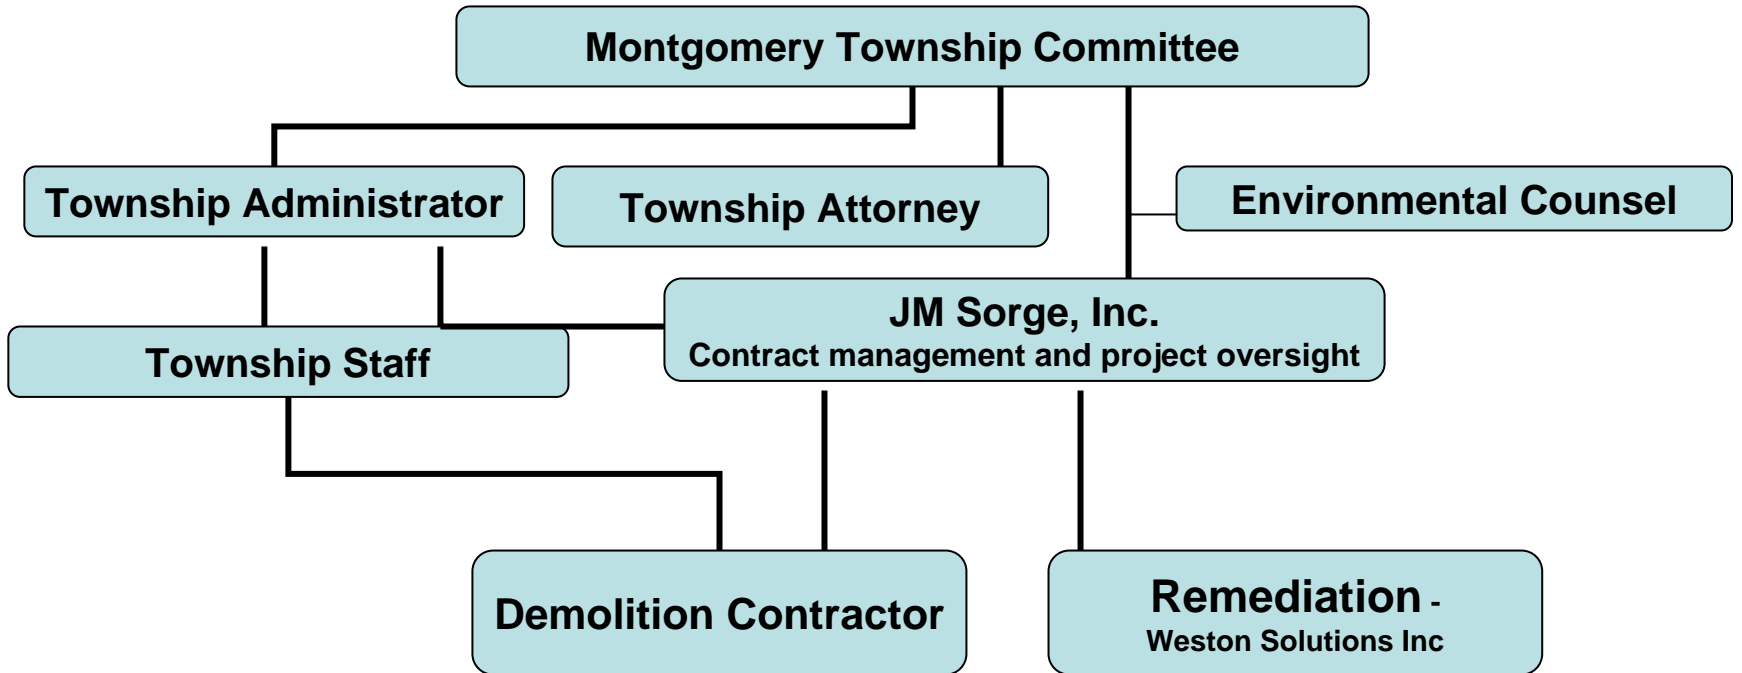 Montgomery Township Committee
Township Administrator
Township Attorney
Environmental Counsel
JM Sorge, Inc.
Contract management and project oversight
Township Staff
Demolition Contractor
Remediation -
Weston Solutions Inc